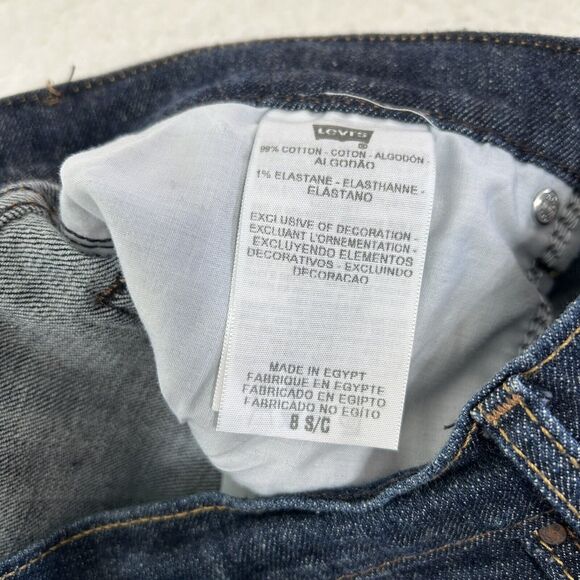 Levi's
®
99% COTTON - COTON - ALGODÓN -
ALGODÃO
1% ELASTANE - ELASTHANNE -
ELASTANO
EXCLUSIVE OF DECORATION -
EXCLUANT L'ORNEMENTATION -
EXCLUYENDO ELEMENTOS
DECORATIVOS - EXCLUINDO
DECORACAO
MADE IN EGYPT
FABRIQUE EN EGYPTE
FABRICADO EN EGIPTO
FABRICADO NO EGITO
8 S/C